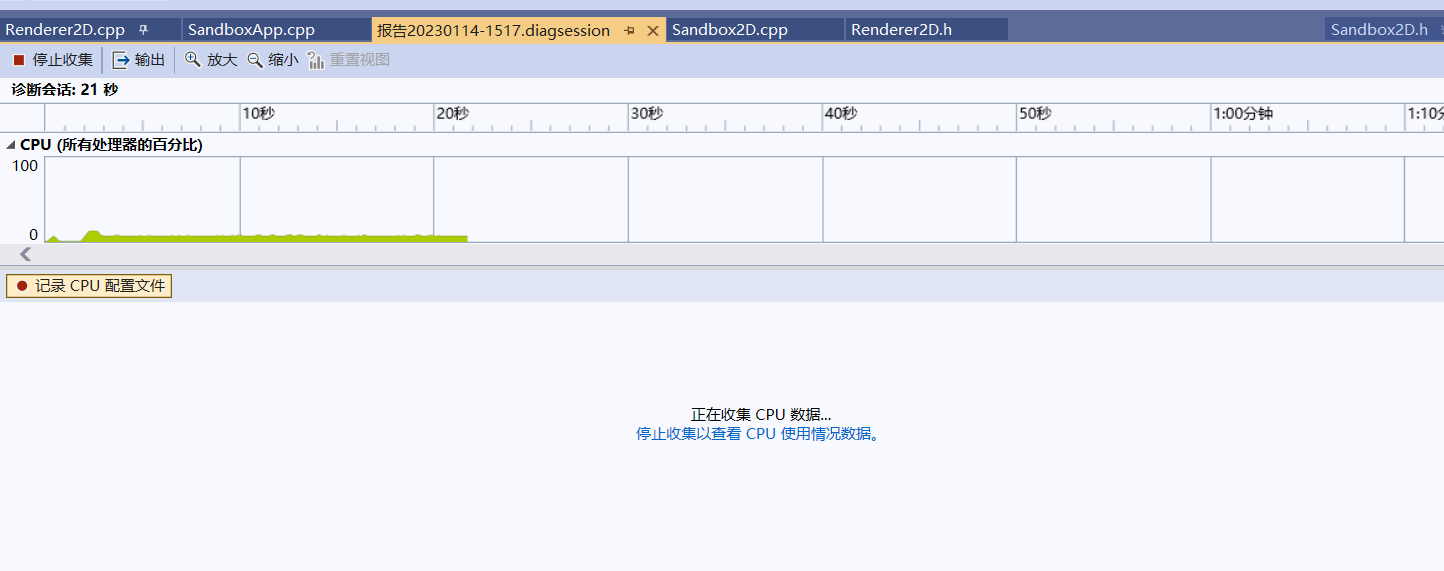 Renderer2D.cpp SandboxApp.cpp 报告20230114-1517.diagsession Sandbox2D.cpp Renderer2D.h Sandbox2D.h
停止收集 输出 放大 缩小 重置视图
诊断会话: 21 秒
10秒 20秒 30秒 40秒 50秒 1:00分钟 1:10分
CPU (所有处理器的百分比)
100
0
记录 CPU 配置文件
正在收集 CPU 数据...
停止收集以查看 CPU 使用情况数据。